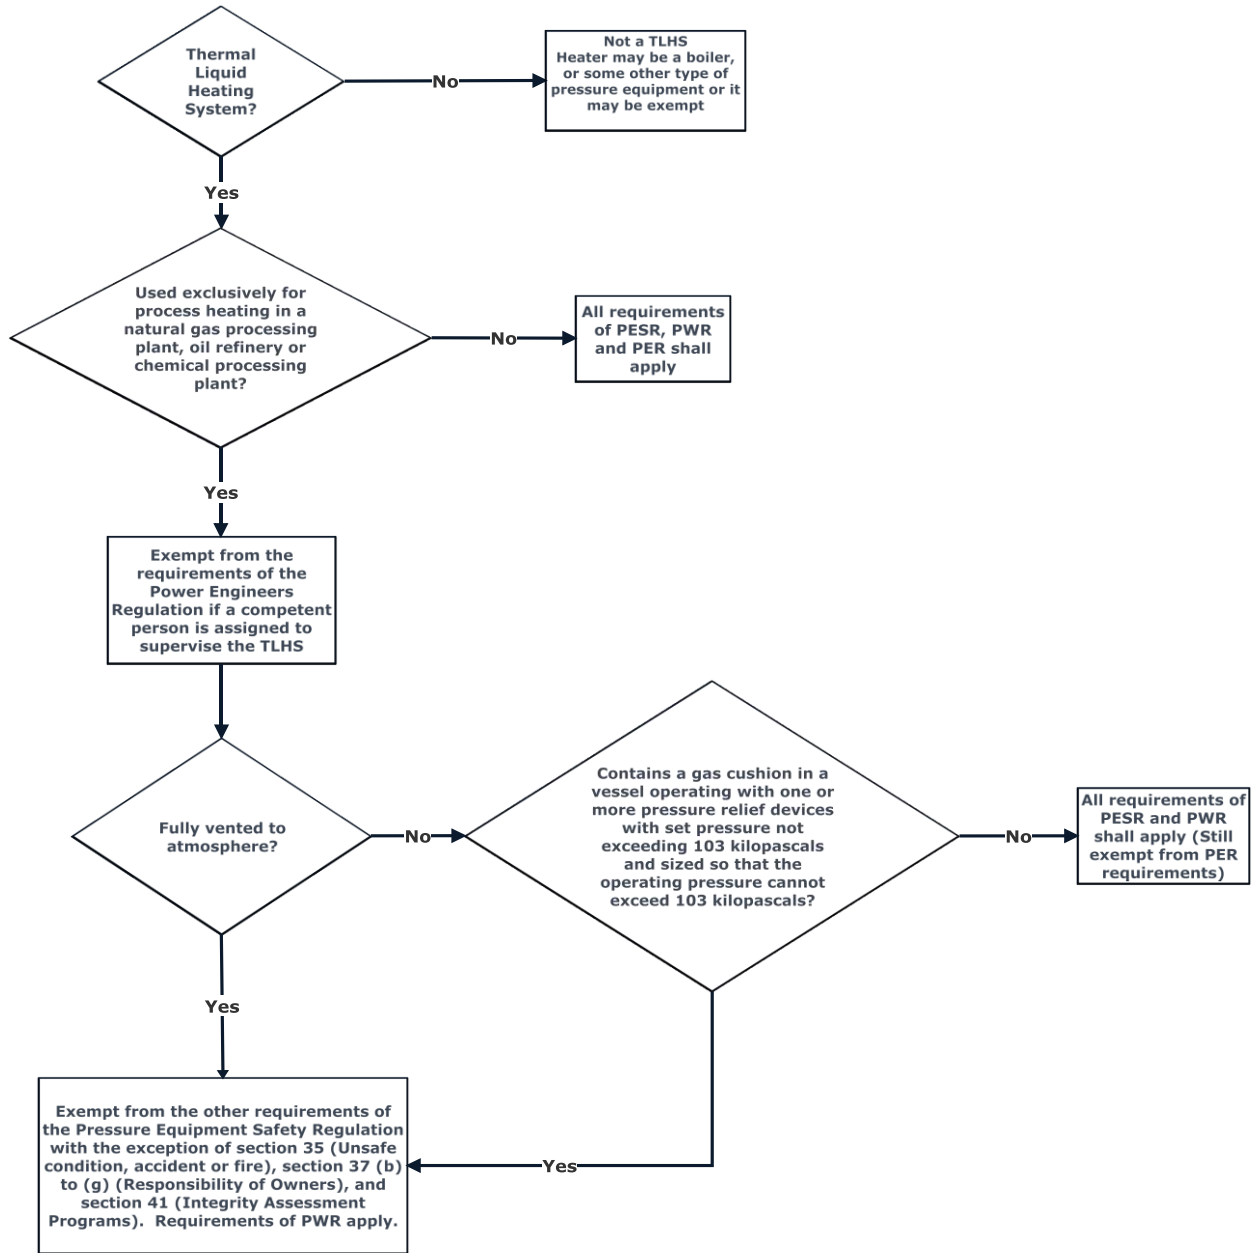 Thermal
Liquid
Heating
System?
No
Not a TLHS
Heater may be a boiler,
or some other type of
pressure equipment or it
may be exempt
Yes
Used exclusively for
process heating in a
natural gas processing
plant, oil refinery or
chemical processing
plant?
No
All requirements
of PESR, PWR
and PER shall
apply
Yes
Exempt from the
requirements of the
Power Engineers
Regulation if a competent
person is assigned to
supervise the TLHS
Fully vented to
atmosphere?
No
Contains a gas cushion in a
vessel operating with one or
more pressure relief devices
with set pressure not
exceeding 103 kilopascals
and sized so that the
operating pressure cannot
exceed 103 kilopascals?
No
All requirements of
PESR and PWR
shall apply (Still
exempt from PER
requirements)
Yes
Yes
Exempt from the other requirements of
the Pressure Equipment Safety Regulation
with the exception of section 35 (Unsafe
condition, accident or fire), section 37 (b)
to (g) (Responsibility of Owners), and
section 41 (Integrity Assessment
Programs).  Requirements of PWR apply.